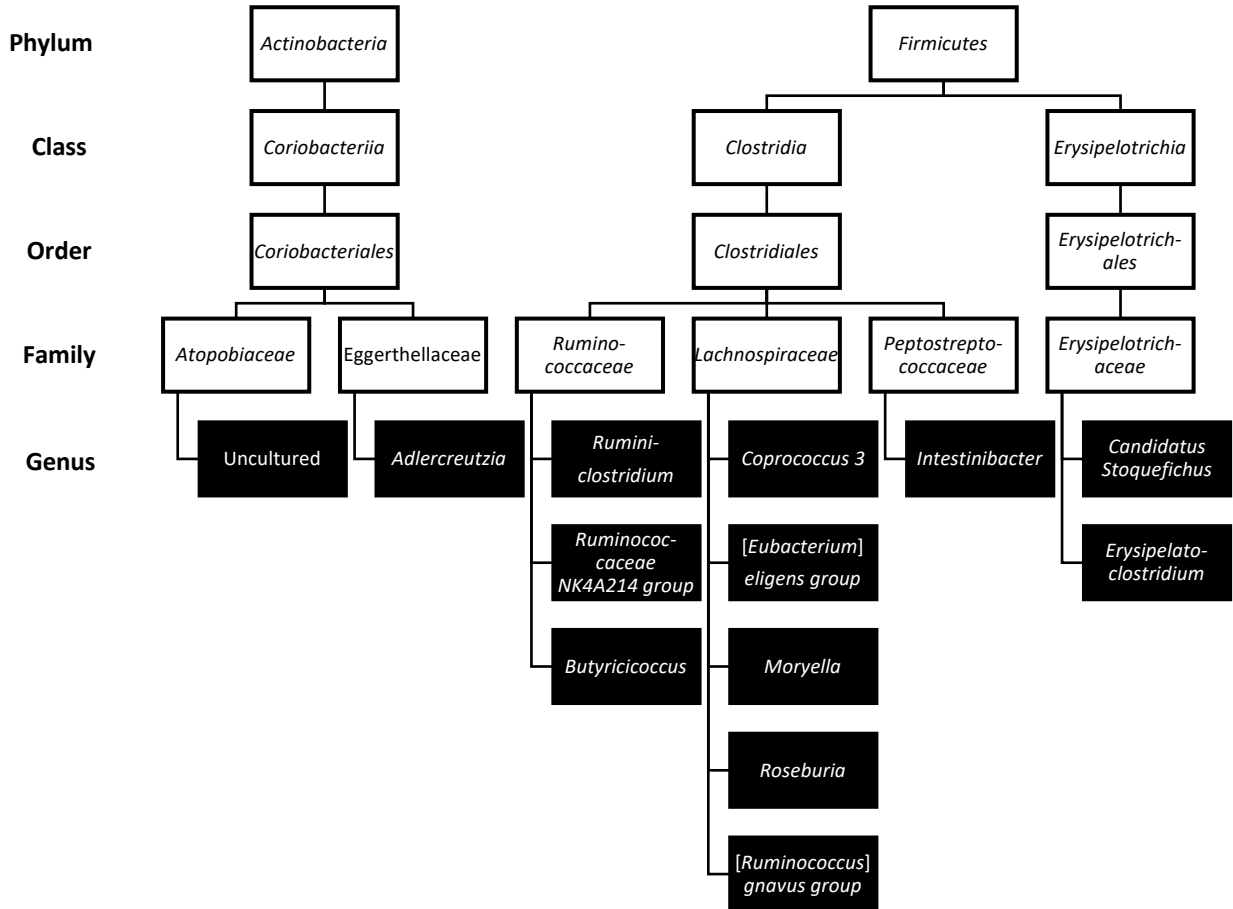 Phylum
Actinobacteria
Firmicutes
Class
Coriobacteriia
Clostridia
Erysipelotrichia
Order
Coriobacteriales
Clostridiales
Erysipelotrich-
ales
Family
Atopobiaceae
Eggerthellaceae
Rumino-
coccaceae
Lachnospiraceae
Peptostrepto-
coccaceae
Erysipelotrich-
aceae
Genus
Uncultured
Adlercreutzia
Rumini-
clostridium
Coprococcus 3
Intestinibacter
Candidatus
Stoquefichus
Ruminococ-
caceae
NK4A214 group
[Eubacterium]
eligens group
Erysipelato-
clostridium
Butyricicoccus
Moryella
Roseburia
[Ruminococcus]
gnavus group